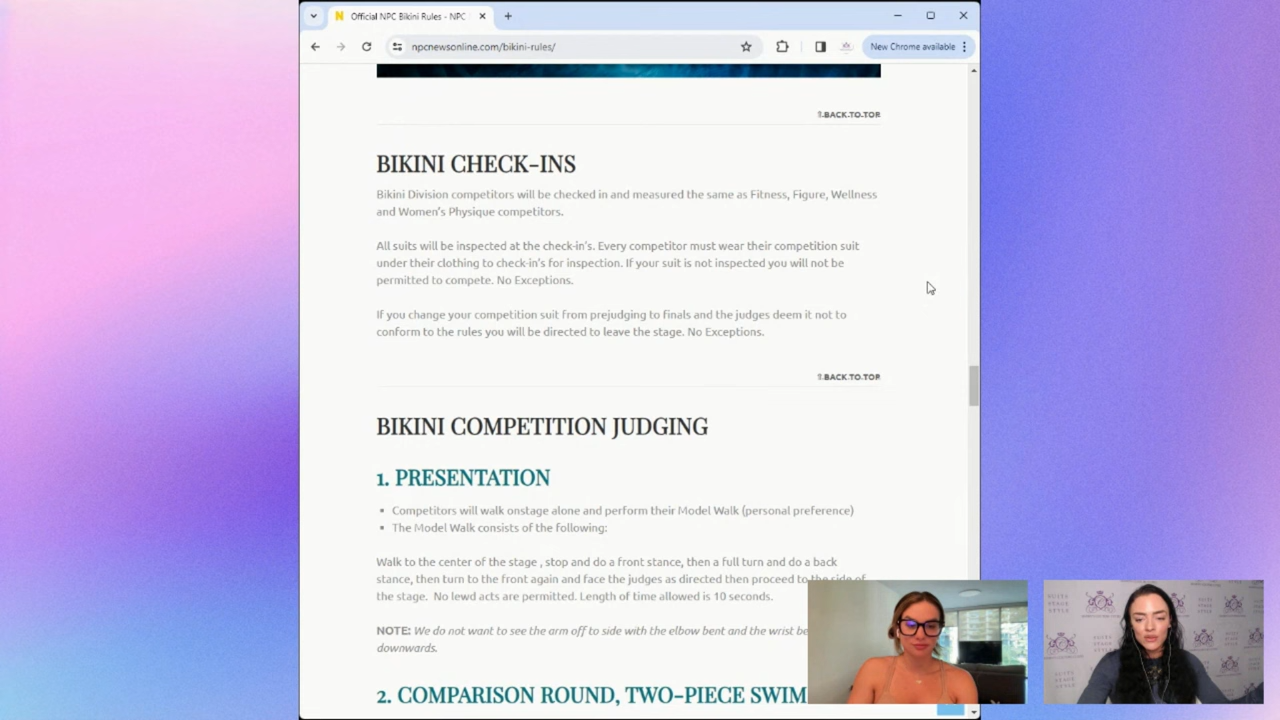 Official NPC Bikini Rules - NPC
npcnewsonline.com/bikini-rules/
New Chrome available
BACK TO TOP
BIKINI CHECK-INS
Bikini Division competitors will be checked in and measured the same as Fitness, Figure, Wellness
and Women's Physique competitors.
All suits will be inspected at the check-in's. Every competitor must wear their competition suit
under their clothing to check-in's for inspection. If your suit is not inspected you will not be
permitted to compete. No Exceptions.
If you change your competition suit from prejudging to finals and the judges deem it not to
conform to the rules you will be directed to leave the stage. No Exceptions.
BACK TO TOP
BIKINI COMPETITION JUDGING
1. PRESENTATION
▪ Competitors will walk onstage alone and perform their Model Walk (personal preference)
▪ The Model Walk consists of the following:
Walk to the center of the stage , stop and do a front stance, then a full turn and do a back
stance, then turn to the front again and face the judges as directed then proceed to the side of
the stage. No lewd acts are permitted. Length of time allowed is 10 seconds.
NOTE: We do not want to see the arm off to side with the elbow bent and the wrist be
downwards.
2. COMPARISON ROUND, TWO-PIECE SWIM